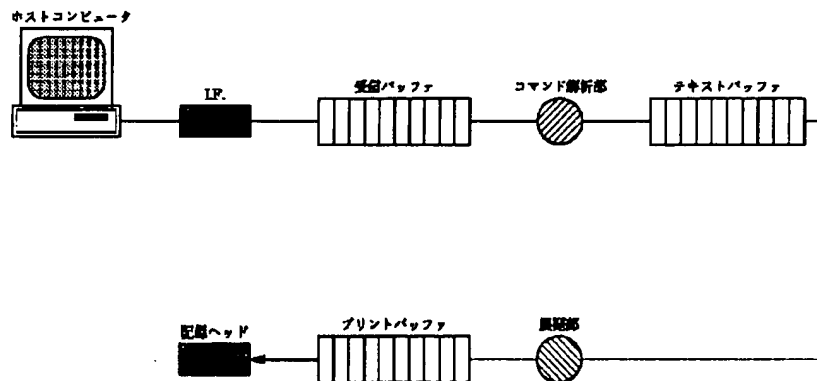 ホストコンピュータ
I.F.
受信バッファ
コマンド解析部
テキストバッファ
記録ヘッド
プリントバッファ
展開部